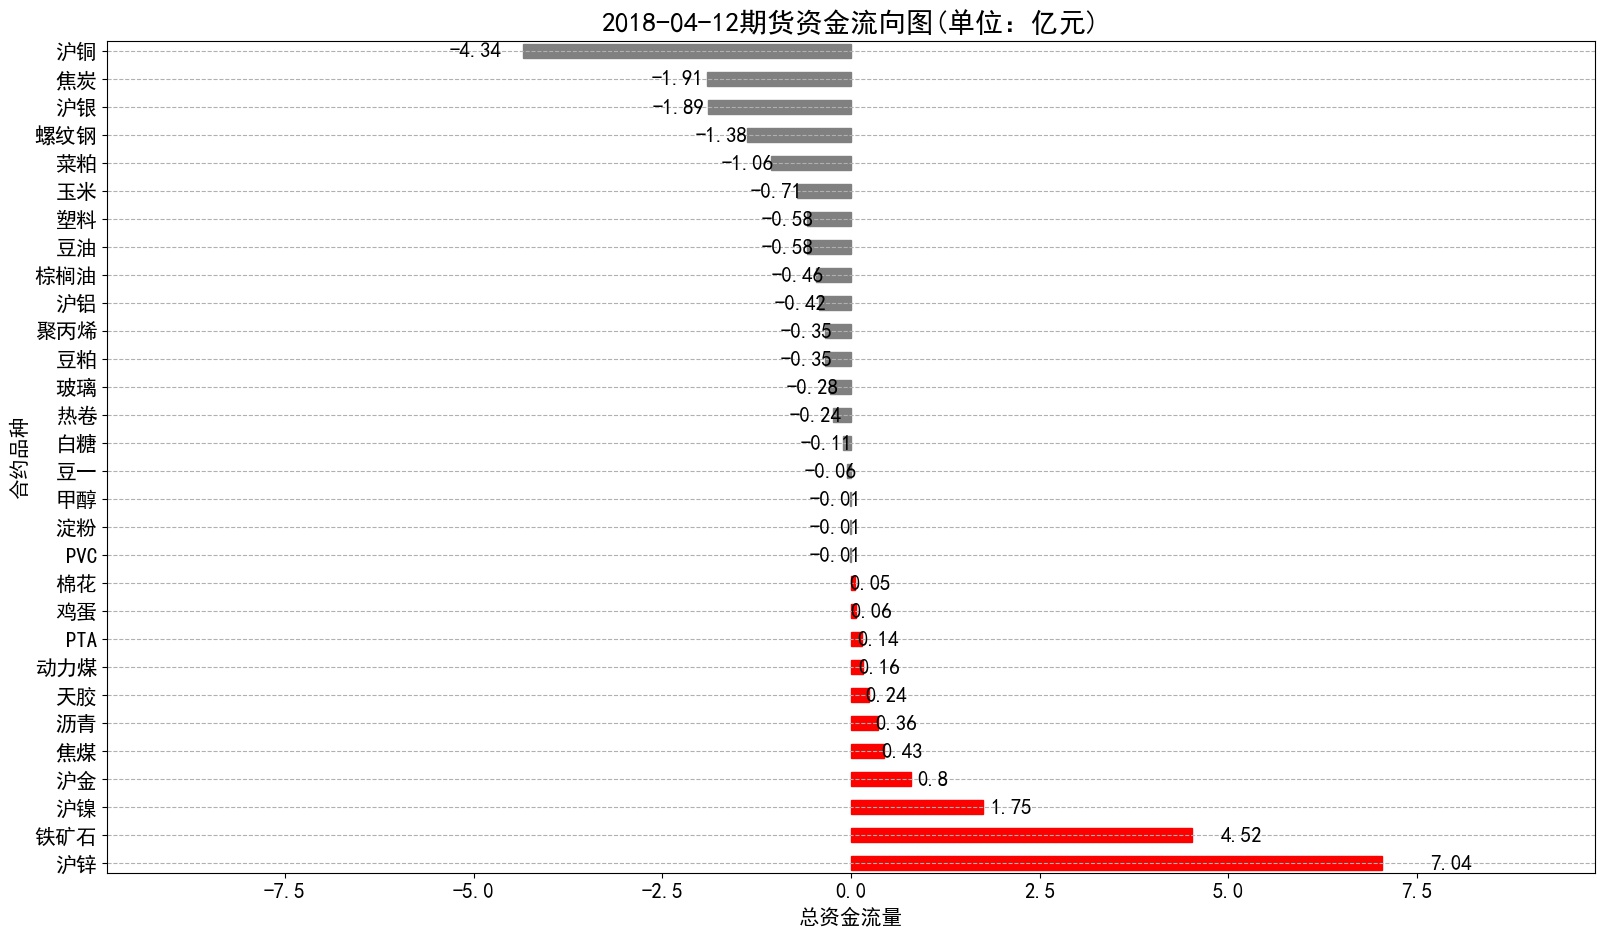 2018-04-12期货资金流向图(单位：亿元)
沪铜 -4.34
焦炭 -1.91
沪银 -1.89
螺纹钢 -1.38
菜粕 -1.06
玉米 -0.71
塑料 -0.58
豆油 -0.58
棕榈油 -0.46
沪铝 -0.42
聚丙烯 -0.35
豆粕 -0.35
玻璃 -0.28
热卷 -0.24
白糖 -0.11
豆一 -0.06
甲醇 -0.01
淀粉 -0.01
PVC -0.01
棉花 0.05
鸡蛋 0.06
PTA 0.14
动力煤 0.16
天胶 0.24
沥青 0.36
焦煤 0.43
沪金 0.8
沪镍 1.75
铁矿石 4.52
沪锌 7.04
合约品种
-7.5 -5.0 -2.5 0.0 2.5 5.0 7.5
总资金流量